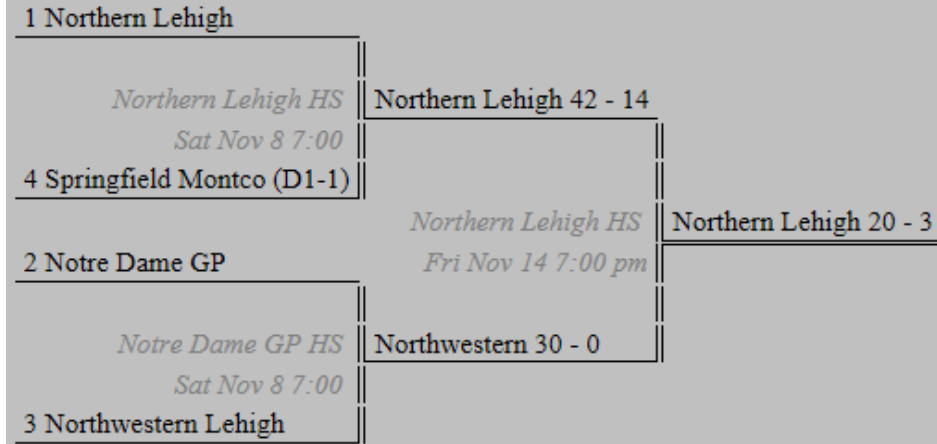 1 Northern Lehigh
Northern Lehigh HS
Northern Lehigh 42 - 14
Sat Nov 8 7:00
4 Springfield Montco (D1-1)
Northern Lehigh HS
Northern Lehigh 20 - 3
2 Notre Dame GP
Fri Nov 14 7:00 pm
Notre Dame GP HS
Northwestern 30 - 0
Sat Nov 8 7:00
3 Northwestern Lehigh